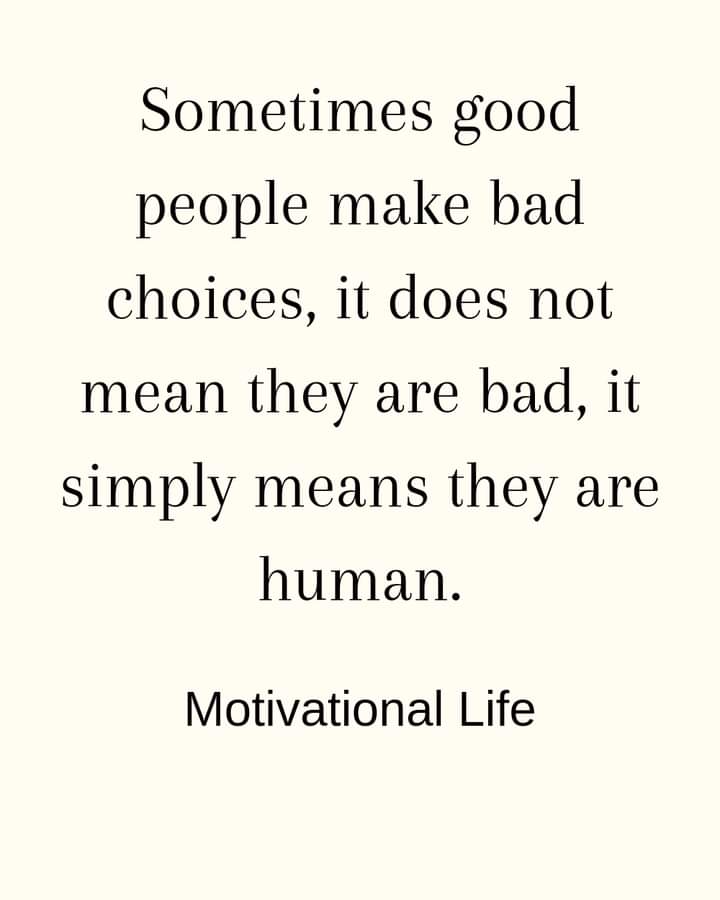 Sometimes good
people make bad
choices, it does not
mean they are bad, it
simply means they are
human.
Motivational Life